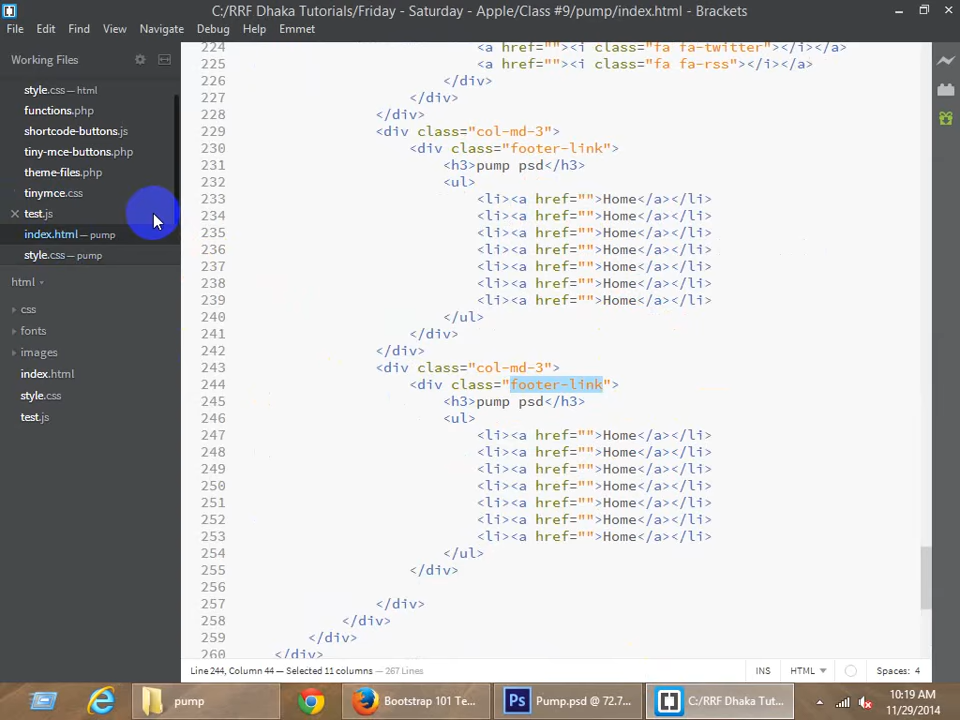 C:/RRF Dhaka Tutorials/Friday - Saturday - Apple/Class #9/pump/index.html - Brackets
File Edit Find View Navigate Debug Help Emmet
Working Files
style.css — html
functions.php
shortcode-buttons.js
tiny-mce-buttons.php
theme-files.php
tinymce.css
test.js
index.html — pump
style.css — pump
html
css
fonts
images
index.html
style.css
test.js
224 <a href=""><i class="fa fa-twitter"></i></a>
225 <a href=""><i class="fa fa-rss"></i></a>
226 </div>
227 </div>
228 </div>
229 <div class="col-md-3">
230 <div class="footer-link">
231 <h3>pump psd</h3>
232 <ul>
233 <li><a href="">Home</a></li>
234 <li><a href="">Home</a></li>
235 <li><a href="">Home</a></li>
236 <li><a href="">Home</a></li>
237 <li><a href="">Home</a></li>
238 <li><a href="">Home</a></li>
239 <li><a href="">Home</a></li>
240 </ul>
241 </div>
242 </div>
243 <div class="col-md-3">
244 <div class="footer-link">
245 <h3>pump psd</h3>
246 <ul>
247 <li><a href="">Home</a></li>
248 <li><a href="">Home</a></li>
249 <li><a href="">Home</a></li>
250 <li><a href="">Home</a></li>
251 <li><a href="">Home</a></li>
252 <li><a href="">Home</a></li>
253 <li><a href="">Home</a></li>
254 </ul>
255 </div>
256
257 </div>
258 </div>
259 </div>
260 </div>
Line 244, Column 44 — Selected 11 columns — 267 Lines INS HTML Spaces: 4
pump Bootstrap 101 Te... Ps Pump.psd @ 72.7... C:/RRF Dhaka Tut... 10:19 AM
11/29/2014